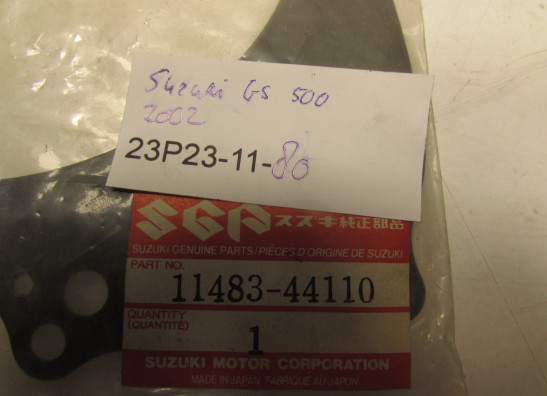 Suzuki GS 500
2002
23P23-11-80
SGP スズキ純正部品
SUZUKI GENUINE PARTS/PIÈCES D'ORIGINE DE SUZUKI
PART NO.
11483-44110
QUANTITY
(QUANTITÉ)
1
SUZUKI MOTOR CORPORATION
MADE IN JAPAN/FABRIQUÉ AU JAPON